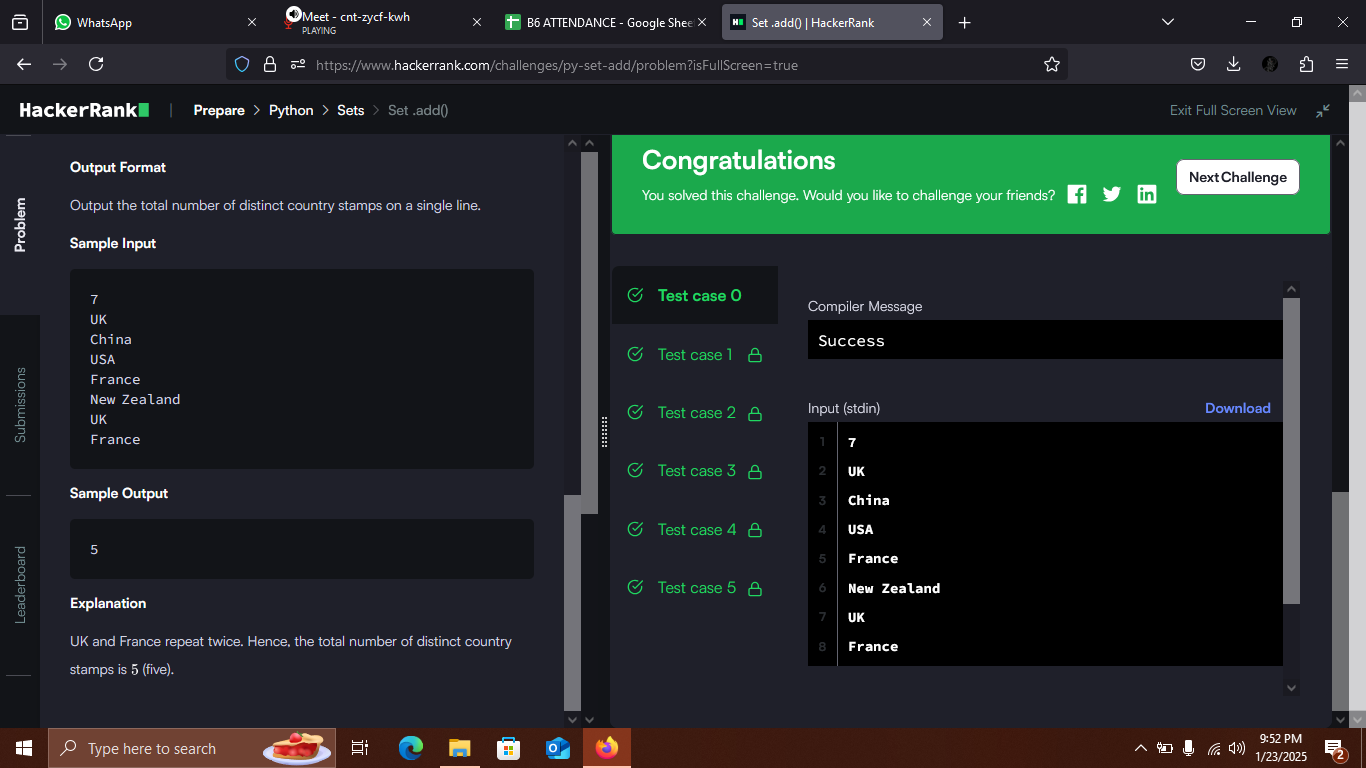 WhatsApp
Meet - cnt-zycf-kwh
PLAYING
B6 ATTENDANCE - Google Shee
Set .add() | HackerRank
https://www.hackerrank.com/challenges/py-set-add/problem?isFullScreen=true
HackerRank
Prepare > Python > Sets > Set .add()
Exit Full Screen View
Problem
Submissions
Leaderboard
Output Format
Output the total number of distinct country stamps on a single line.
Sample Input
7
UK
China
USA
France
New Zealand
UK
France
Sample Output
5
Explanation
UK and France repeat twice. Hence, the total number of distinct country
stamps is 5 (five).
Congratulations
You solved this challenge. Would you like to challenge your friends?
Next Challenge
Test case 0
Test case 1
Test case 2
Test case 3
Test case 4
Test case 5
Compiler Message
Success
Input (stdin)
Download
1 7
2 UK
3 China
4 USA
5 France
6 New Zealand
7 UK
8 France
Type here to search
9:52 PM
1/23/2025
2